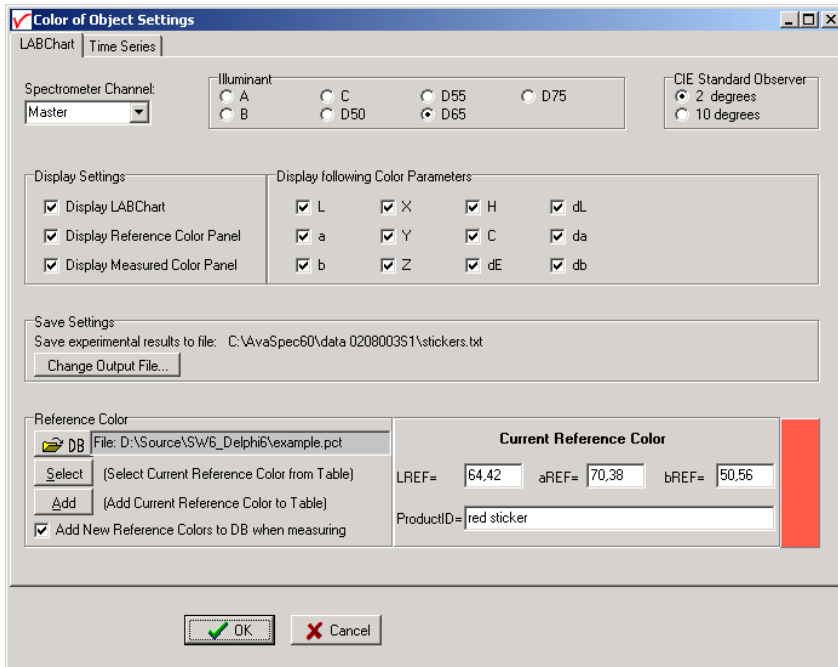 Color of Object Settings
LABChart Time Series
Spectrometer Channel:
Master
Illuminant
A C D55 D75
B D50 D65
CIE Standard Observer
2 degrees
10 degrees
Display Settings
Display LABChart
Display Reference Color Panel
Display Measured Color Panel
Display following Color Parameters
L X H dL
a Y C da
b Z dE db
Save Settings
Save experimental results to file: C:\AvaSpec60\data 0208003S1\stickers.txt
Change Output File...
Reference Color
DB File: D:\Source\SW6_Delphi6\example.pct
Select (Select Current Reference Color from Table)
Add (Add Current Reference Color to Table)
Add New Reference Colors to DB when measuring
Current Reference Color
LREF= 64,42 aREF= 70,38 bREF= 50,56
ProductID= red sticker
OK Cancel